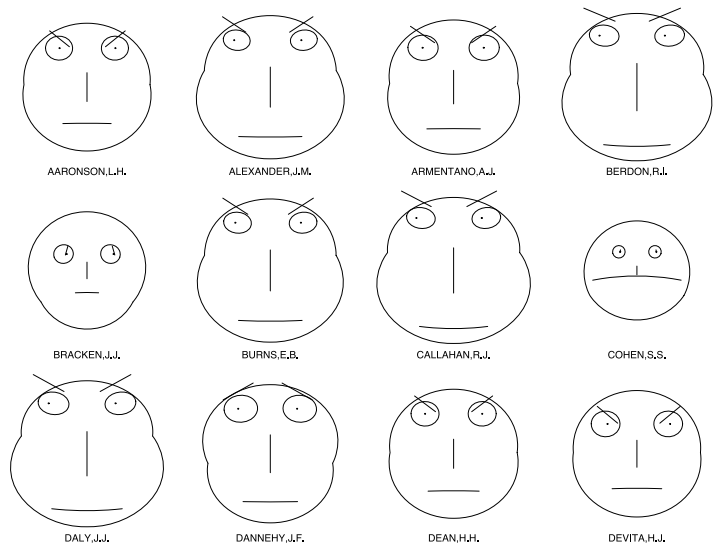 AARONSON,L.H.
ALEXANDER,J.M.
ARMENTANO,A.J.
BERDON,R.I.
BRACKEN,J.J.
BURNS,E.B.
CALLAHAN,R.J.
COHEN,S.S.
DALY,J.J.
DANNEHY,J.F.
DEAN,H.H.
DEVITA,H.J.